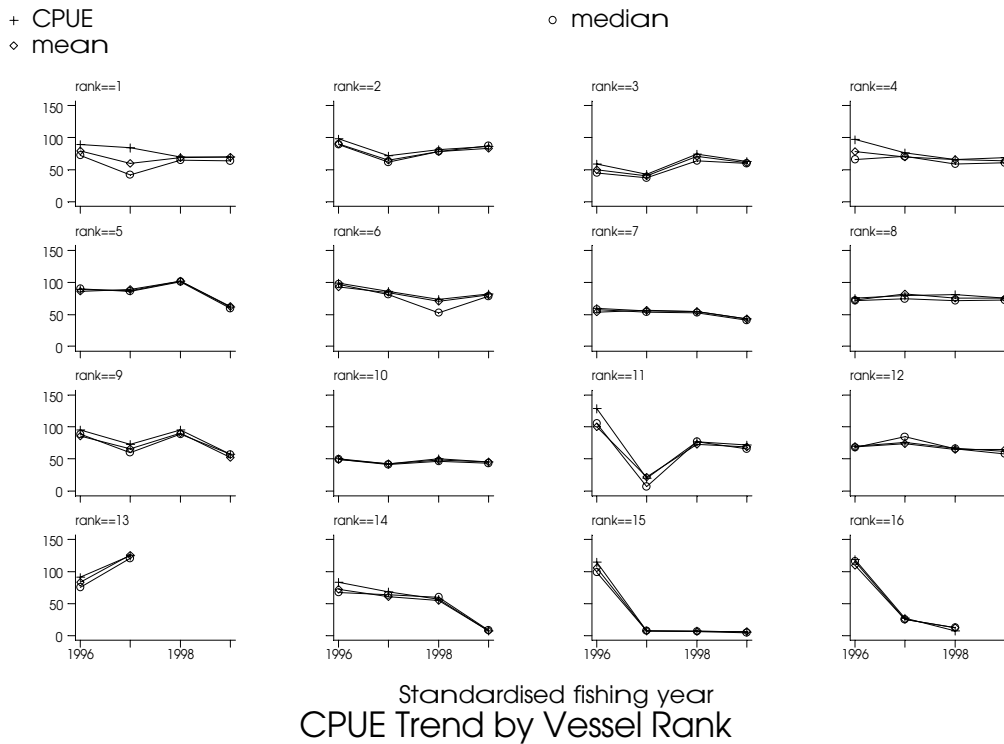 + CPUE
◇ mean
○ median
rank==1
rank==2
rank==3
rank==4
150
100
50
0
rank==5
rank==6
rank==7
rank==8
150
100
50
0
rank==9
rank==10
rank==11
rank==12
150
100
50
0
rank==13
rank==14
rank==15
rank==16
150
100
50
0
1996 1998 1996 1998 1996 1998 1996 1998
Standardised fishing year
CPUE Trend by Vessel Rank